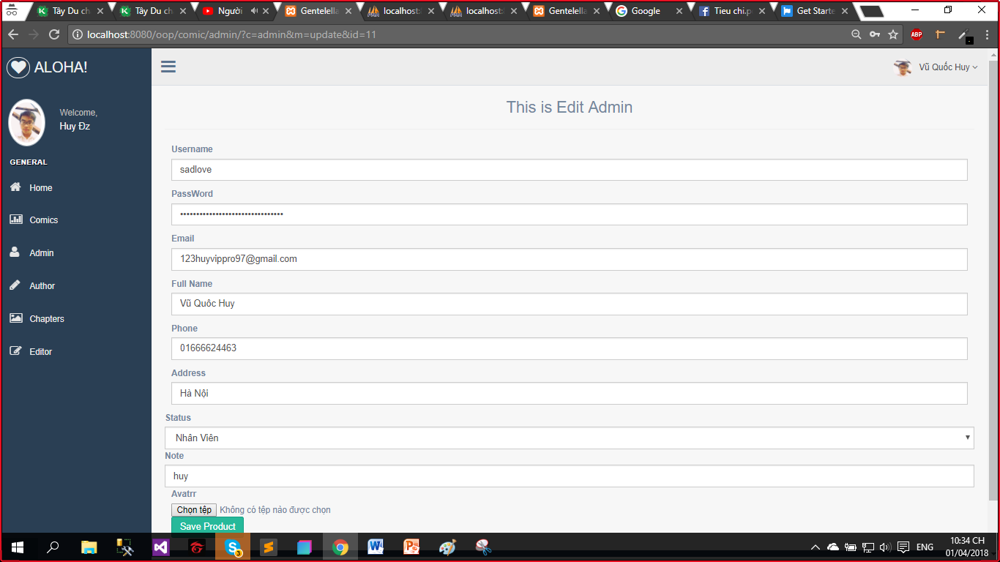 Tây Du ch
Tây Du ch
Người
Gentelella
localhost:
localhost:
Gentelella
Google
Tieu chi.p
Get Starte
localhost:8080/oop/comic/admin/?c=admin&m=update&id=11
ABP
ALOHA!
Vũ Quốc Huy
This is Edit Admin
Welcome,
Huy Đz
GENERAL
Home
Comics
Admin
Author
Chapters
Editor
Username
sadlove
PassWord
••••••••••••••••••••••••••••••••
Email
123huyvippro97@gmail.com
Full Name
Vũ Quôc Huy
Phone
01666624463
Address
Hà Nội
Status
Nhân Viên
Note
huy
Avatrr
Chọn tệp Không có tệp nào được chọn
Save Product
3
ENG
10:34 CH
01/04/2018